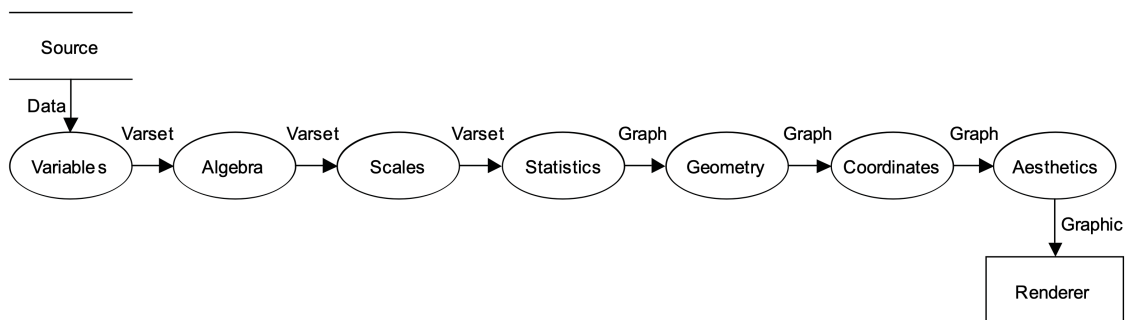 Source
Data
Varset
Varset
Varset
Graph
Graph
Graph
Variables
Algebra
Scales
Statistics
Geometry
Coordinates
Aesthetics
Graphic
Renderer